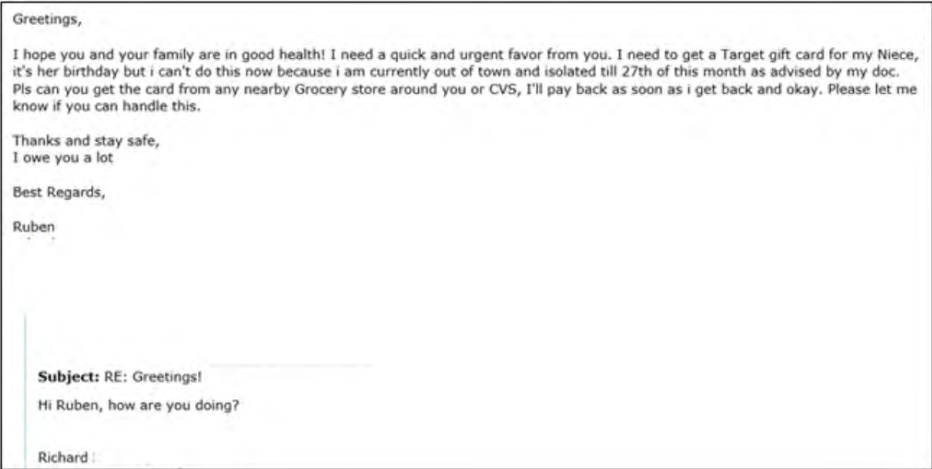 Greetings,
I hope you and your family are in good health! I need a quick and urgent favor from you. I need to get a Target gift card for my Niece,
it's her birthday but i can't do this now because i am currently out of town and isolated till 27th of this month as advised by my doc.
Pls can you get the card from any nearby Grocery store around you or CVS, I'll pay back as soon as i get back and okay. Please let me
know if you can handle this.
Thanks and stay safe,
I owe you a lot
Best Regards,
Ruben
Subject: RE: Greetings!
Hi Ruben, how are you doing?
Richard